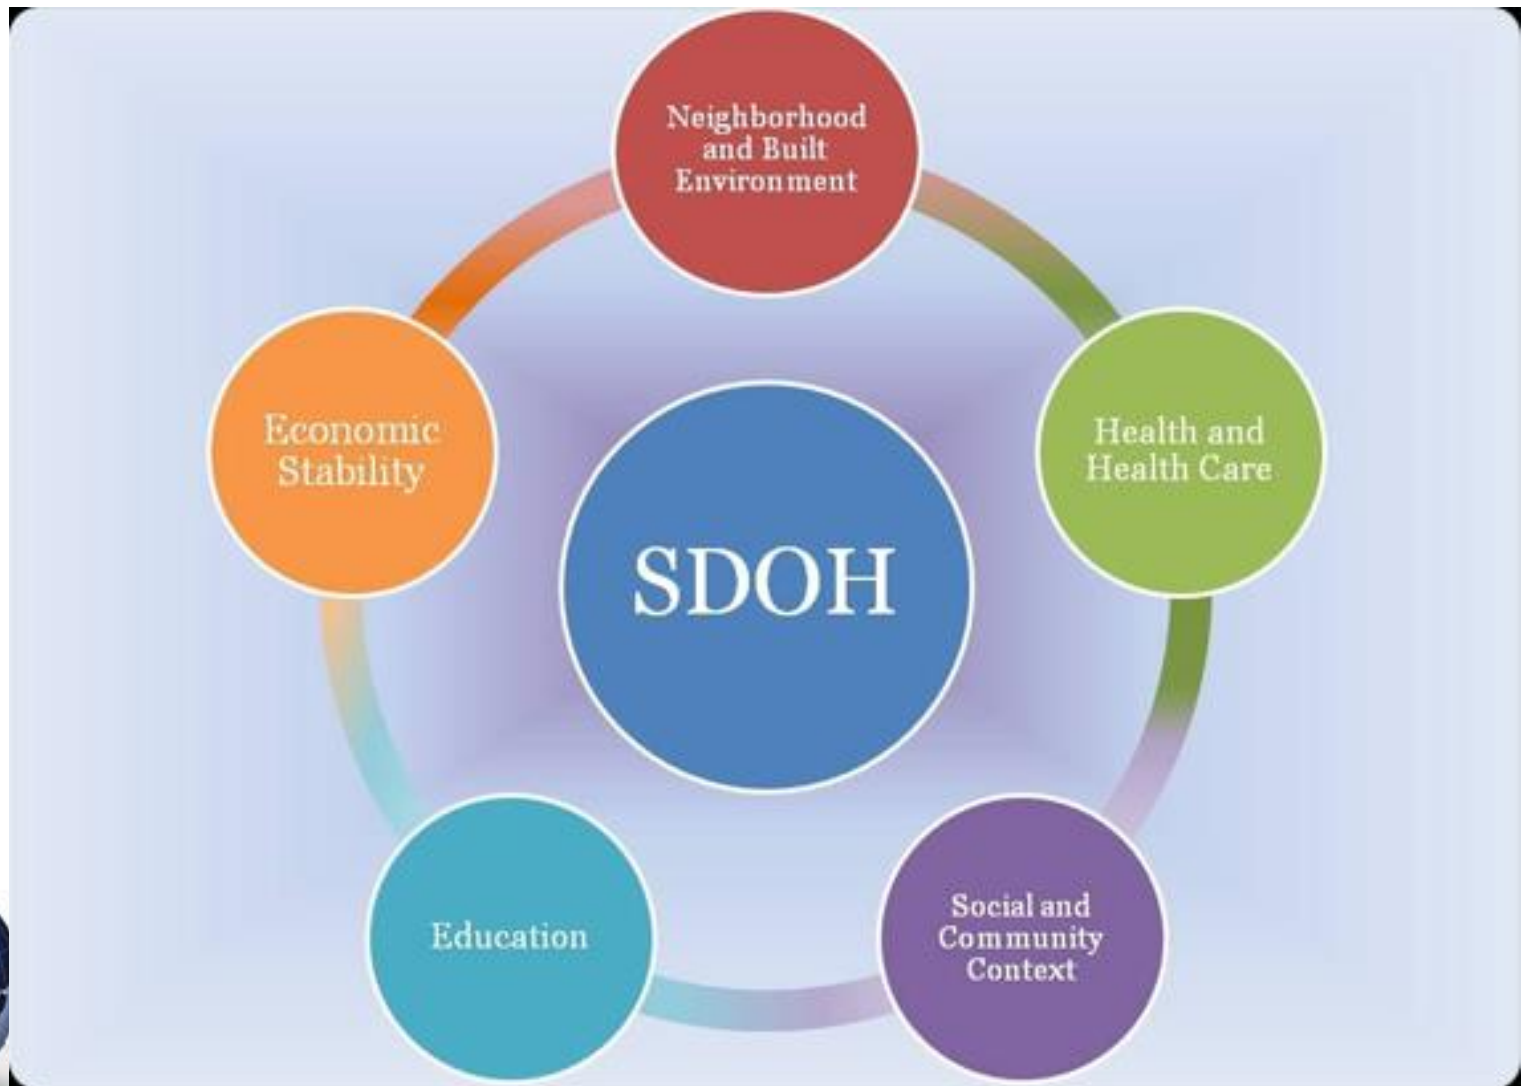 Neighborhood
and Built
Environment
Economic
Stability
Health and
Health Care
SDOH
Education
Social and
Community
Context